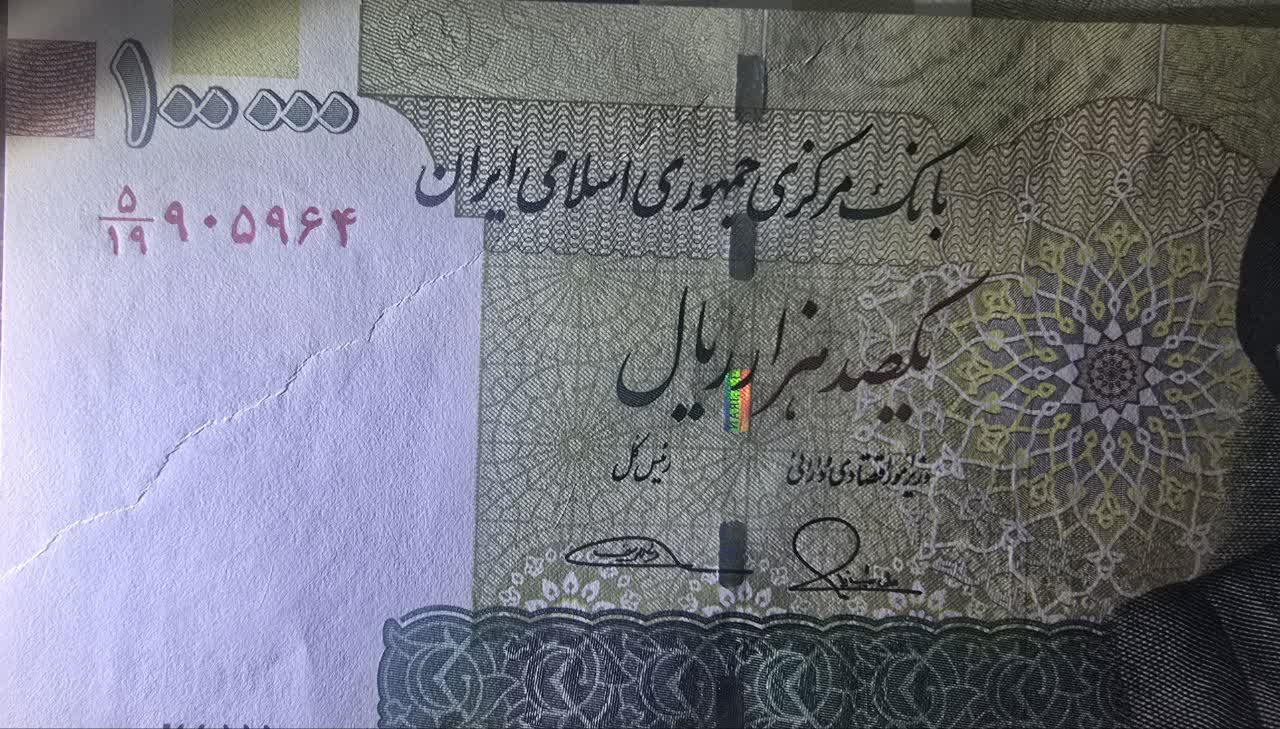 ۱۰۰۰۰۰
۵/۱۹ ۹۰۵۹۶۴
بانک مرکزی جمهوری اسلامی ایران
یکصد هزار ریال
وزیر امور اقتصادی و دارائی
رئیس کل